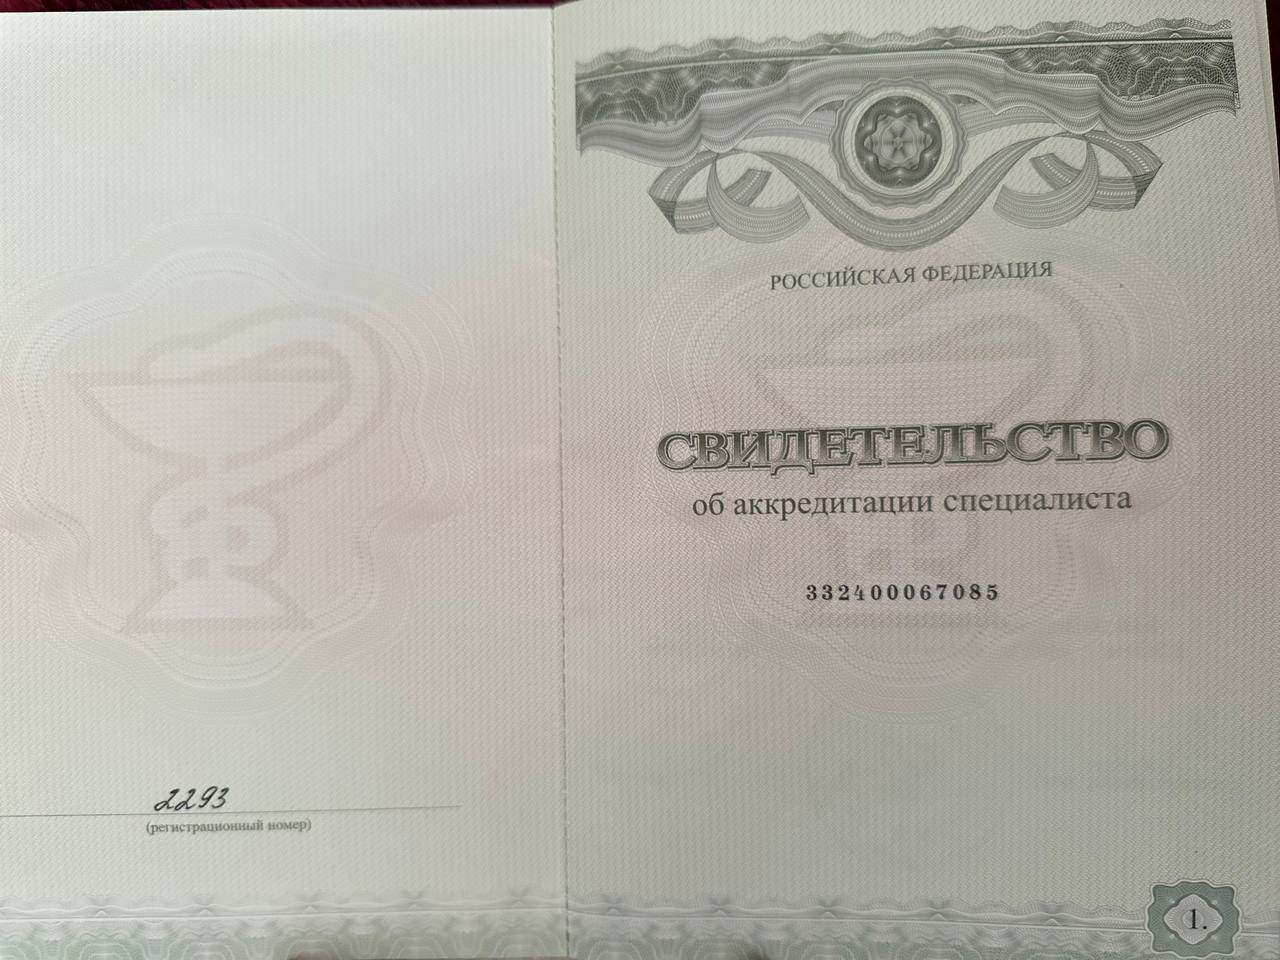 2293
(регистрационный номер)
РОССИЙСКАЯ ФЕДЕРАЦИЯ
СВИДЕТЕЛЬСТВО
об аккредитации специалиста
332400067085
1.